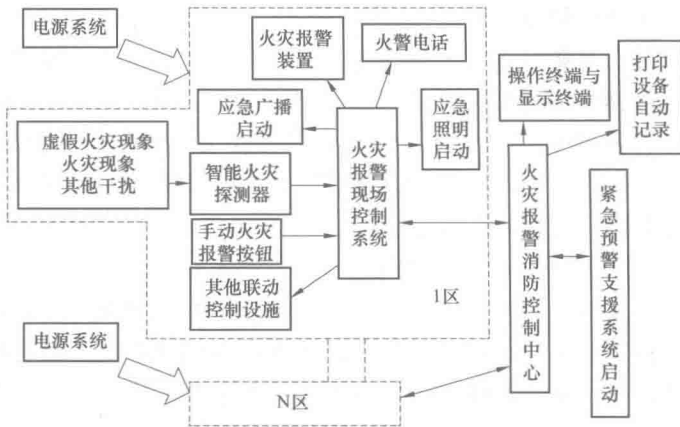 电源系统
火灾报警
装置
火警电话
操作终端与
显示终端
打印
设备
自动
记录
应急广播
启动
应急
照明
启动
虚假火灾现象
火灾现象
其他干扰
智能火灾
探测器
火灾
报警
现场
控制
系统
手动火灾
报警按钮
其他联动
控制设施
1区
火灾报警消防控制中心
紧急预警支援系统启动
电源系统
N区